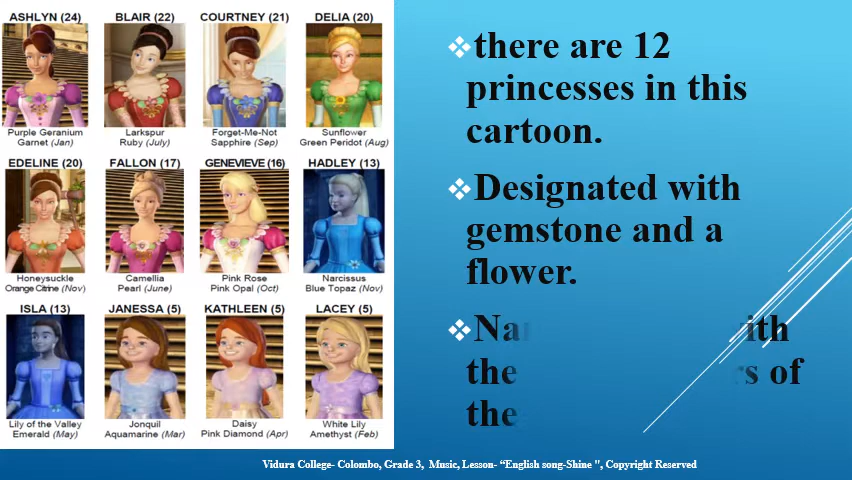 ASHLYN (24) BLAIR (22) COURTNEY (21) DELIA (20)
Purple Geranium Larkspur Forget-Me-Not Sunflower
Garnet (Jan) Ruby (July) Sapphire (Sep) Green Peridot (Aug)
EDELINE (20) FALLON (17) GENEVIEVE (16) HADLEY (13)
Honeysuckle Camellia Pink Rose Narcissus
Orange Citrine (Nov) Pearl (June) Pink Opal (Oct) Blue Topaz (Nov)
ISLA (13) JANESSA (5) KATHLEEN (5) LACEY (5)
Lily of the Valley Jonquil Daisy White Lily
Emerald (May) Aquamarine (Mar) Pink Diamond (Apr) Amethyst (Feb)
there are 12
princesses in this
cartoon.
Designated with
gemstone and a
flower.
the of
the
Vidura College- Colombo, Grade 3, Music, Lesson- “English song-Shine ", Copyright Reserved